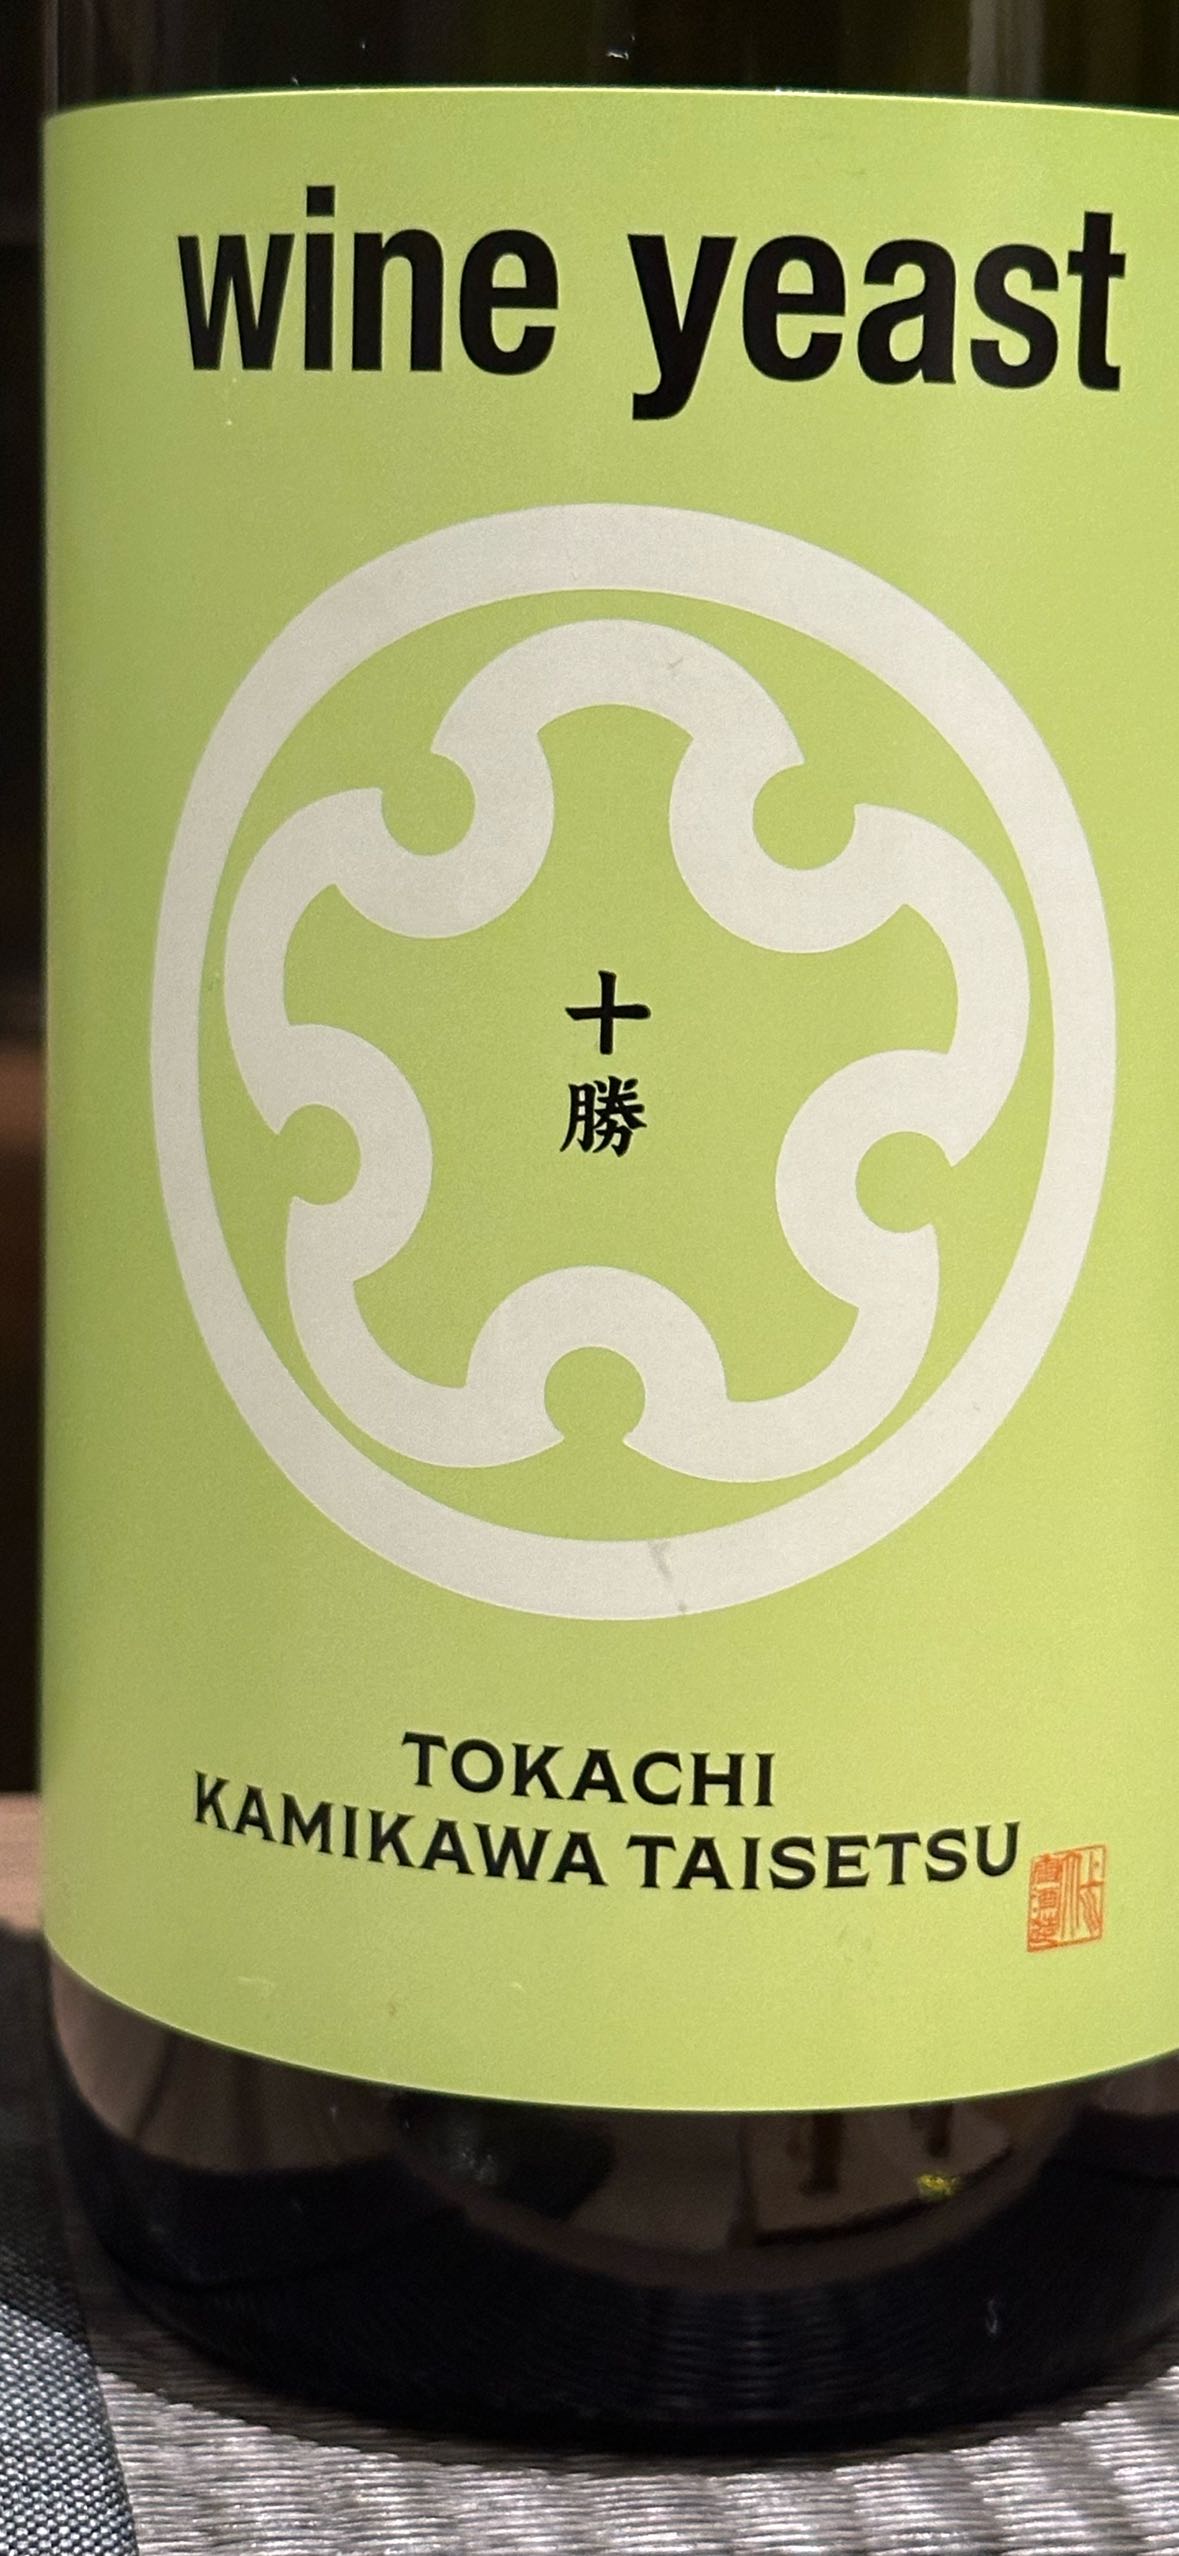 wine yeast
十
勝
TOKACHI
KAMIKAWA TAISETSU